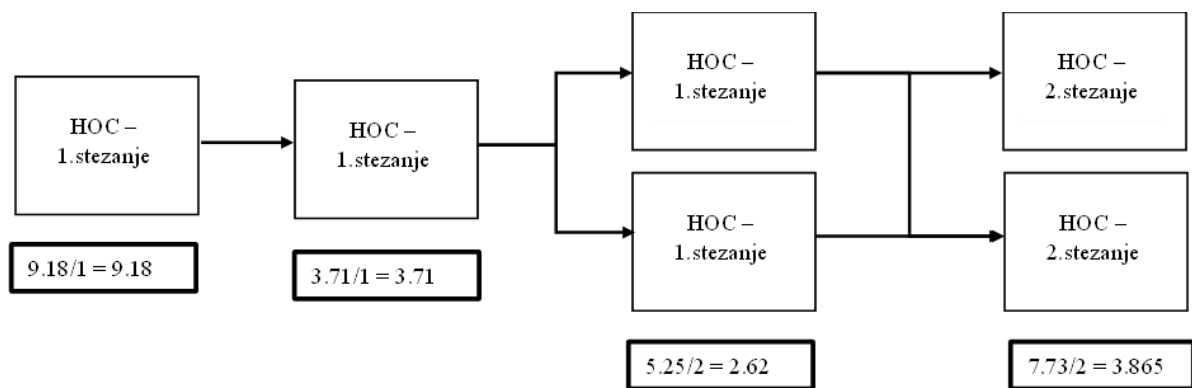 HOC –
1.stezanje
9.18/1 = 9.18
HOC –
1.stezanje
3.71/1 = 3.71
HOC –
1.stezanje
HOC –
1.stezanje
5.25/2 = 2.62
HOC –
2.stezanje
HOC –
2.stezanje
7.73/2 = 3.865